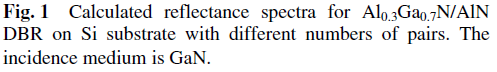 Fig. 1 Calculated reflectance spectra for Al0.3Ga0.7N/AlN
DBR on Si substrate with different numbers of pairs. The
incidence medium is GaN.